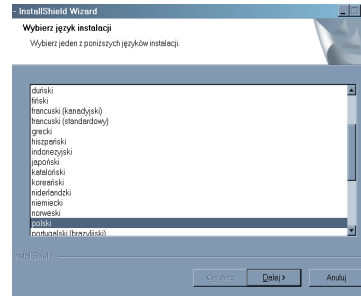 - InstallShield Wizard
Wybierz język instalacji
Wybierz jeden z poniższych języków instalacji.
duński
fiński
francuski (kanadyjski)
francuski (standardowy)
grecki
hiszpański
indonezyjski
japoński
kataloński
koreański
niderlandzki
niemiecki
norweski
polski
portugalski (brazylijski)
InstallShield
< Wstecz
Dalej >
Anuluj